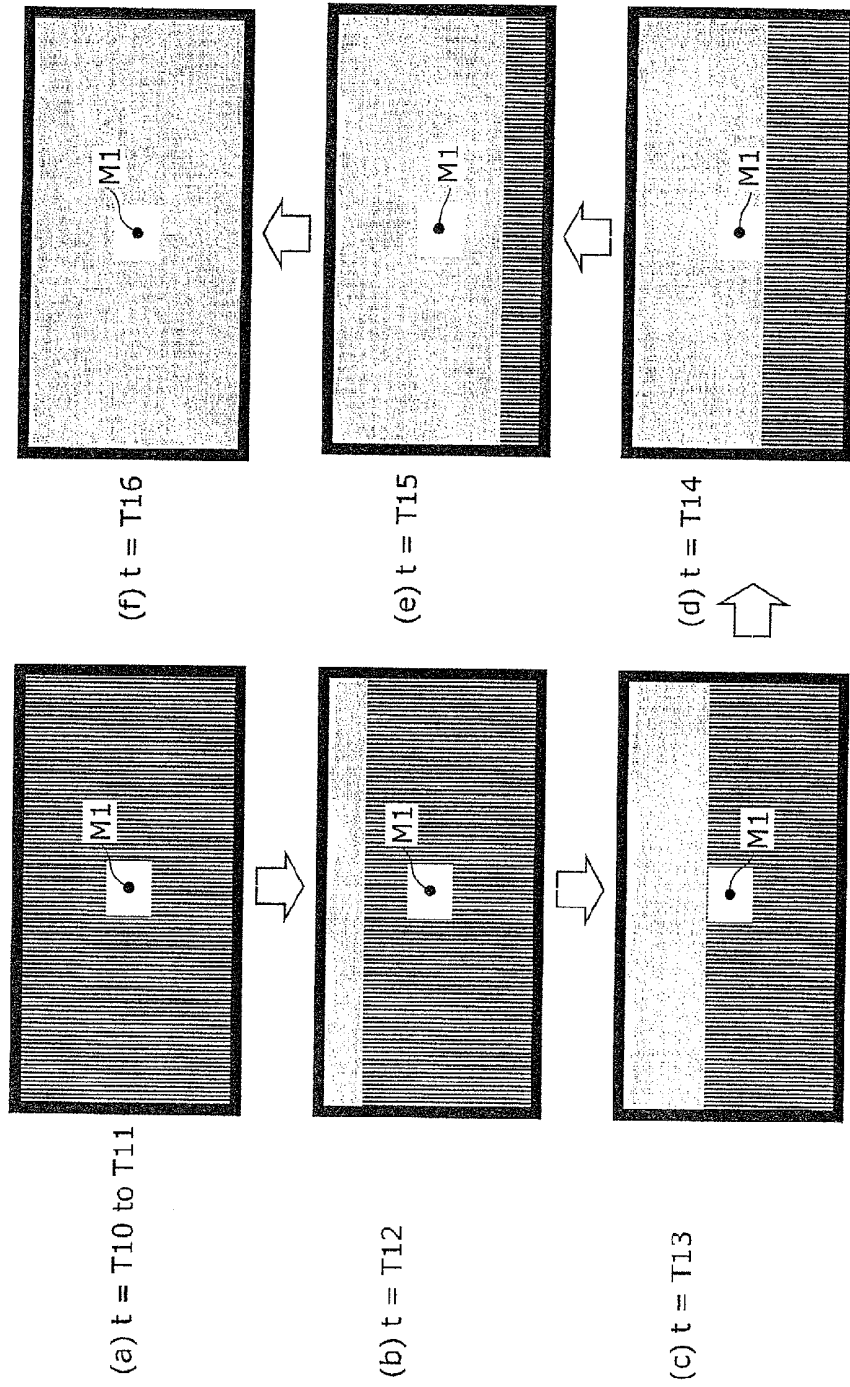 (a) t = T10 to T11
M1
(b) t = T12
M1
(c) t = T13
M1
(d) t = T14
M1
(e) t = T15
M1
(f) t = T16
M1